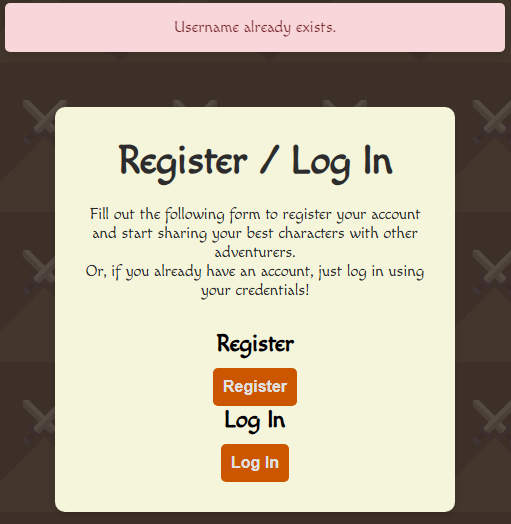 Username already exists.
Register / Log In
Fill out the following form to register your account
and start sharing your best characters with other
adventurers.
Or, if you already have an account, just log in using
your credentials!
Register
Register
Log In
Log In